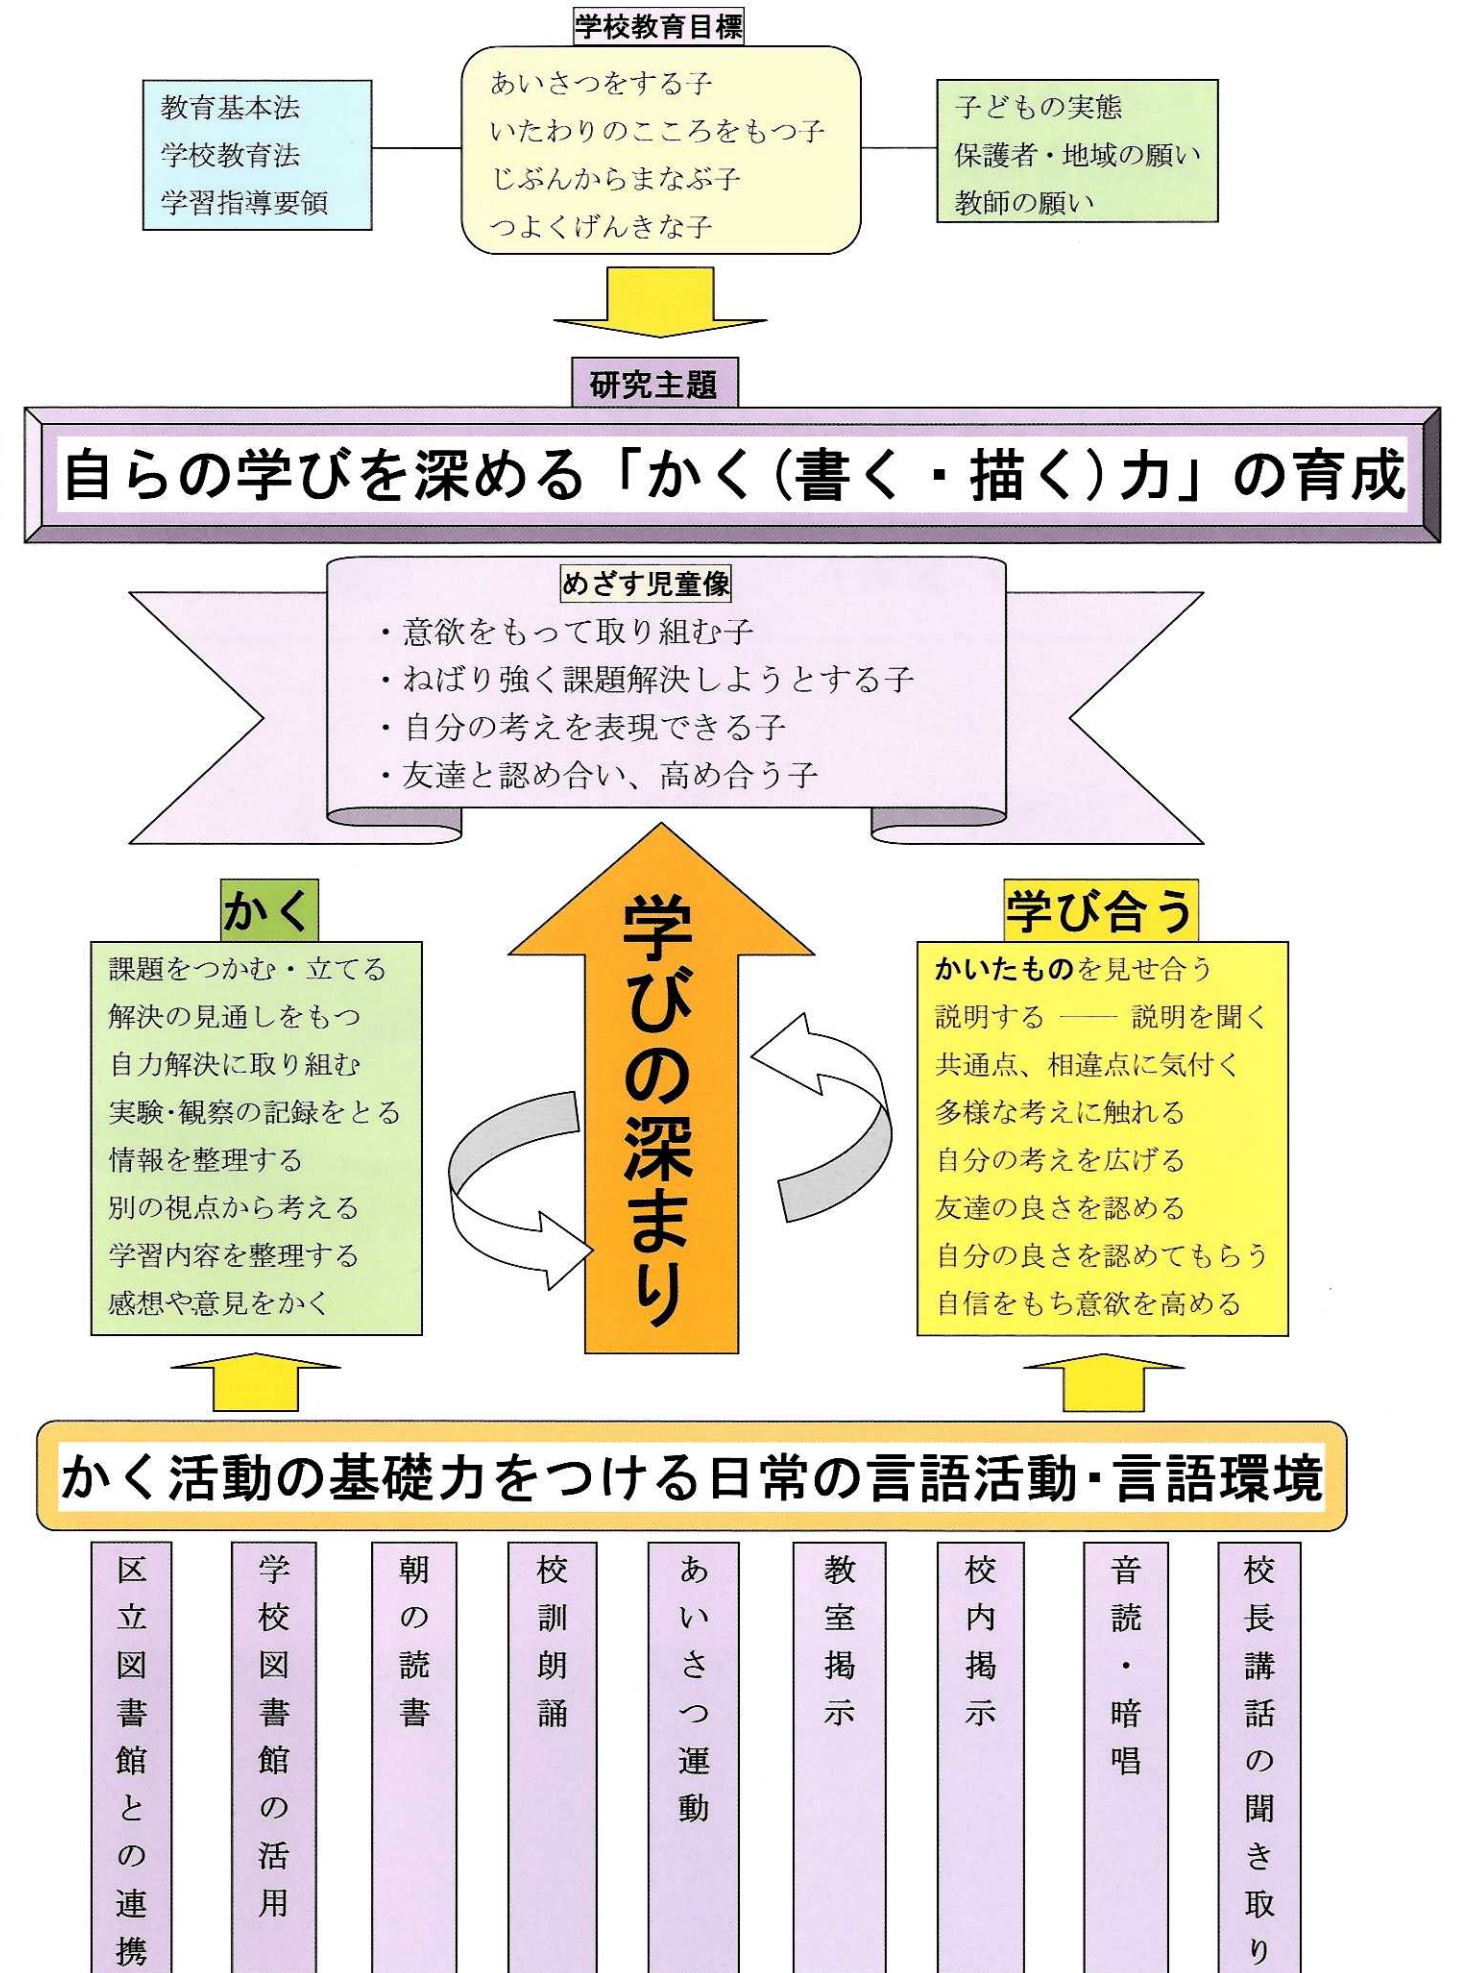 学校教育目標
教育基本法
学校教育法
学習指導要領
あいさつをする子
いたわりのこころをもつ子
じぶんからまなぶ子
つよくげんきな子
子どもの実態
保護者・地域の願い
教師の願い
研究主題
自らの学びを深める「かく(書く・描く)力」の育成
めざす児童像
・意欲をもって取り組む子
・ねばり強く課題解決しようとする子
・自分の考えを表現できる子
・友達と認め合い、高め合う子
かく
課題をつかむ・立てる
解決の見通しをもつ
自力解決に取り組む
実験・観察の記録をとる
情報を整理する
別の視点から考える
学習内容を整理する
感想や意見をかく
学びの深まり
学び合う
かいたものを見せ合う
説明する ―― 説明を聞く
共通点、相違点に気付く
多様な考えに触れる
自分の考えを広げる
友達の良さを認める
自分の良さを認めてもらう
自信をもち意欲を高める
かく活動の基礎力をつける日常の言語活動・言語環境
区立図書館との連携
学校図書館の活用
朝の読書
校訓朗誦
あいさつ運動
教室掲示
校内掲示
音読・暗唱
校長講話の聞き取り